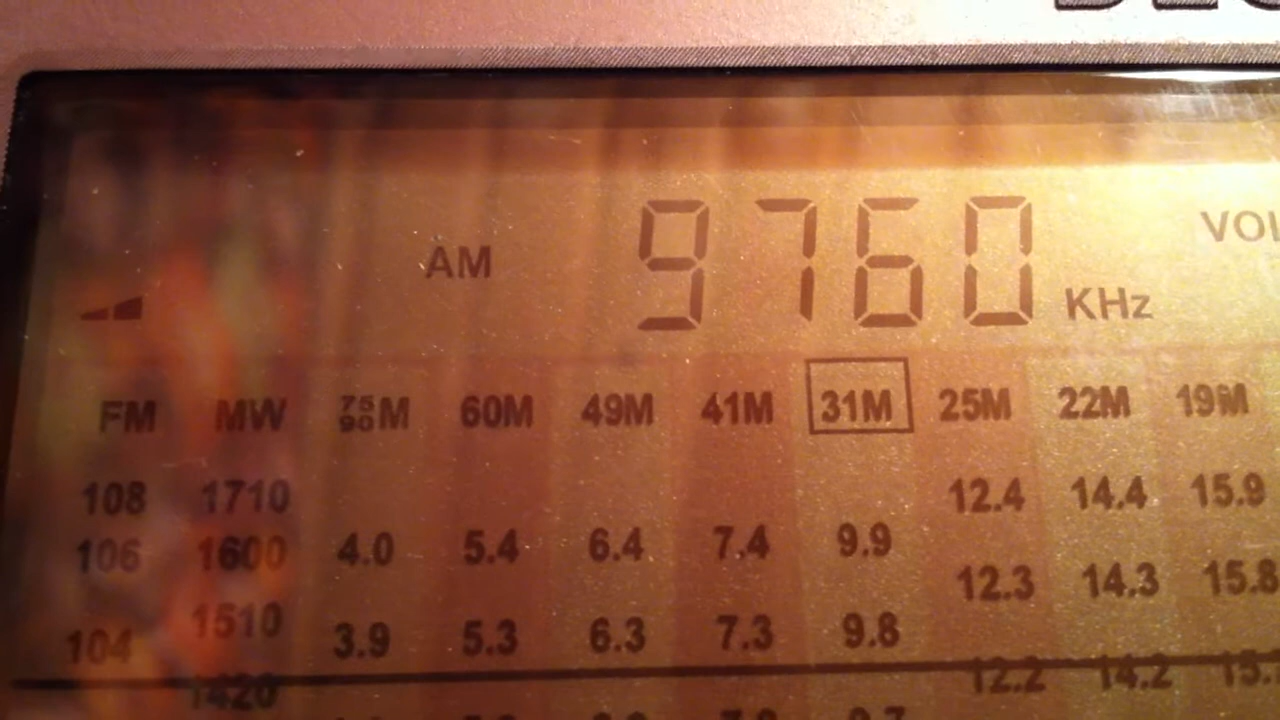 AM 9760 KHz VOL
FM MW 75 90 M 60M 49M 41M 31M 25M 22M 19M
108 1710 12.4 14.4 15.9
106 1600 4.0 5.4 6.4 7.4 9.9
12.3 14.3 15.8
104 1510 3.9 5.3 6.3 7.3 9.8
1420 12.2 14.2